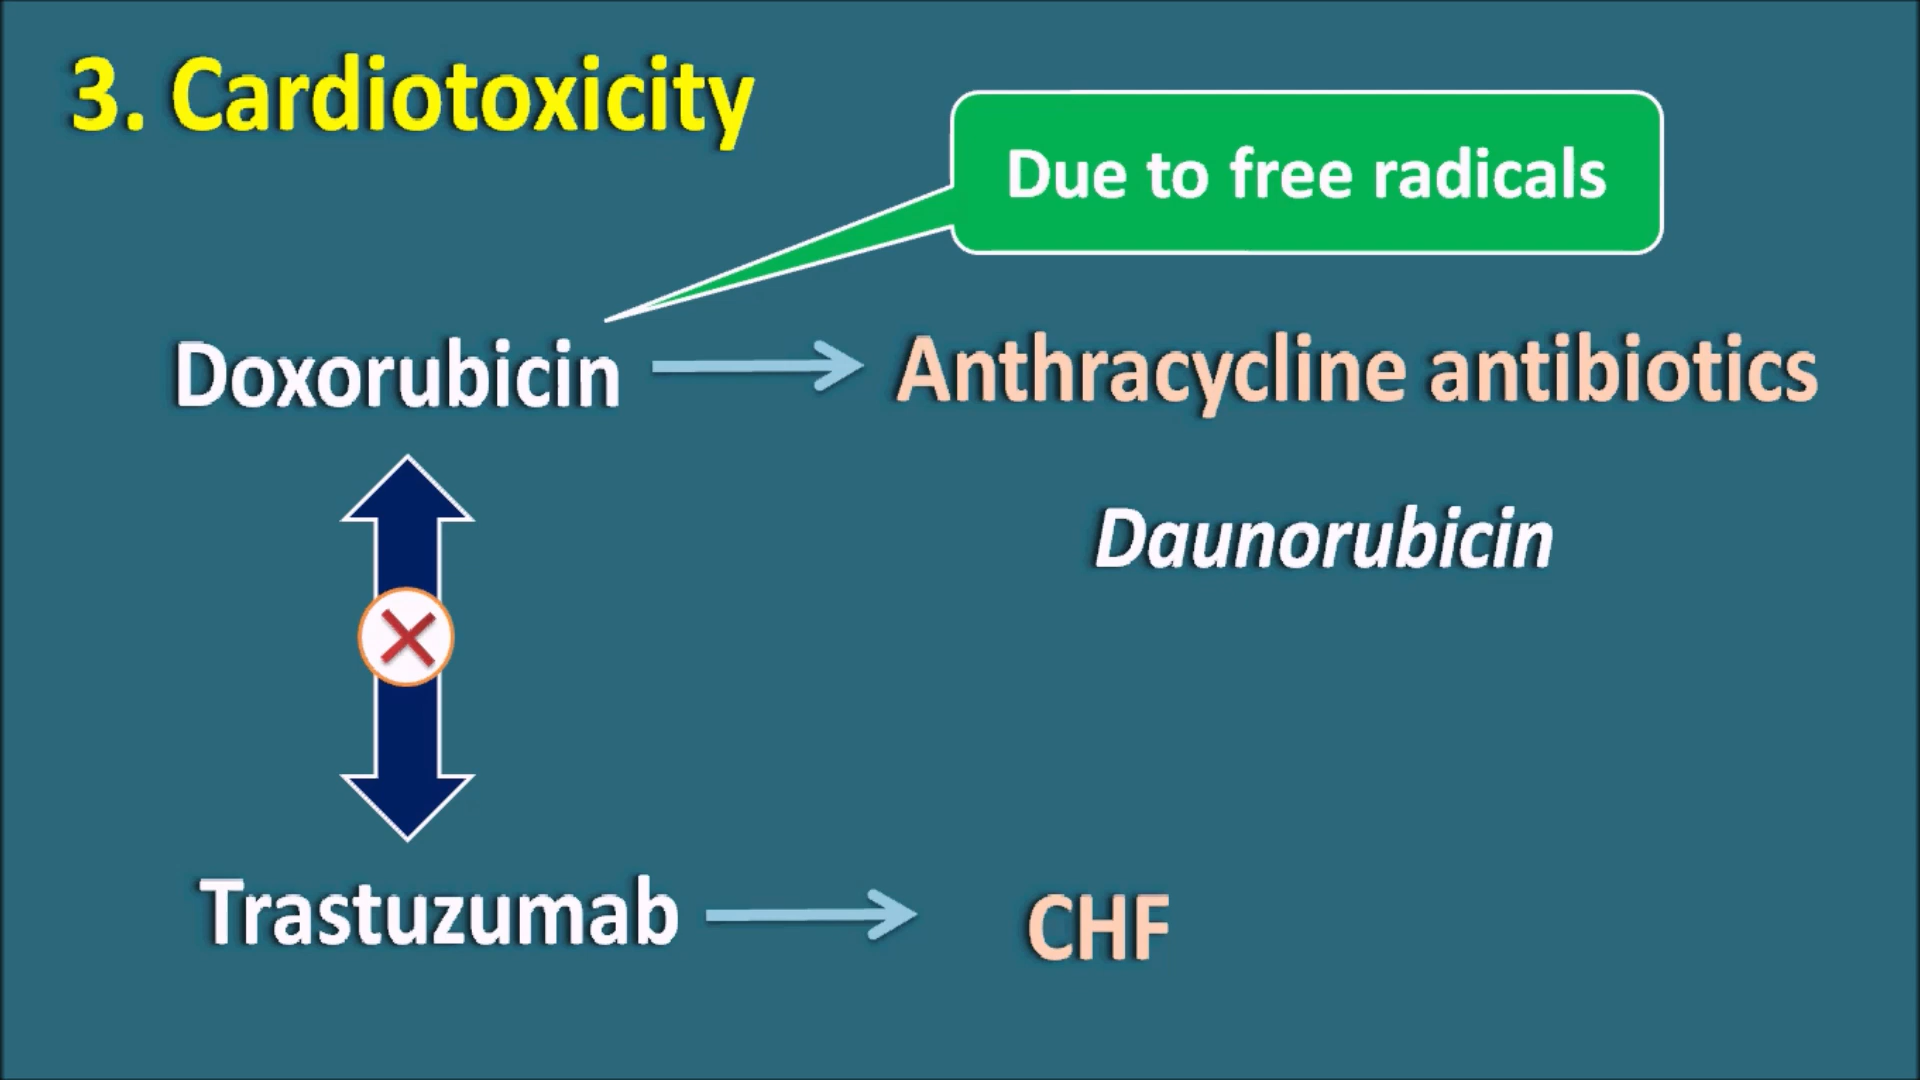 3. Cardiotoxicity
Due to free radicals
Doxorubicin
Anthracycline antibiotics
Daunorubicin
Trastuzumab
CHF